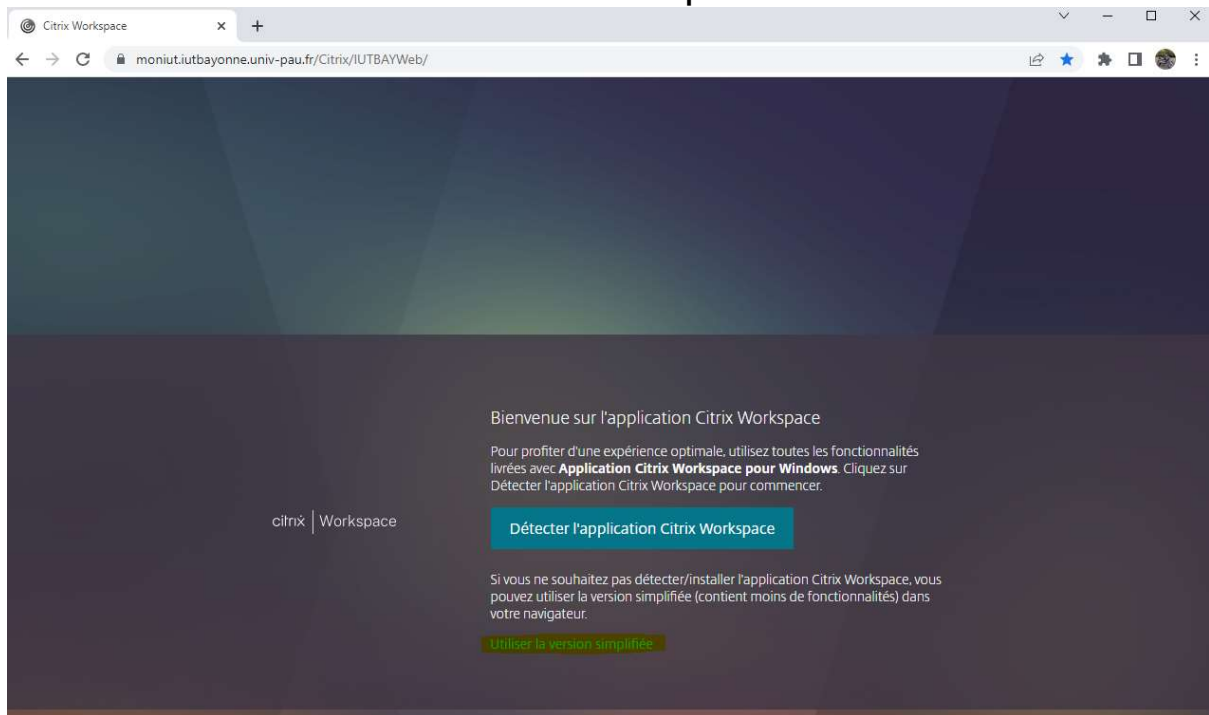 Citrix Workspace
moniut.iutbayonne.univ-pau.fr/Citrix/IUTBAYWeb/
Bienvenue sur l'application Citrix Workspace
Pour profiter d'une expérience optimale, utilisez toutes les fonctionnalités
livrées avec Application Citrix Workspace pour Windows. Cliquez sur
Détecter l'application Citrix Workspace pour commencer.
citrix | Workspace
Détecter l'application Citrix Workspace
Si vous ne souhaitez pas détecter/installer l'application Citrix Workspace, vous
pouvez utiliser la version simplifiée (contient moins de fonctionnalités) dans
votre navigateur.
Utiliser la version simplifiée